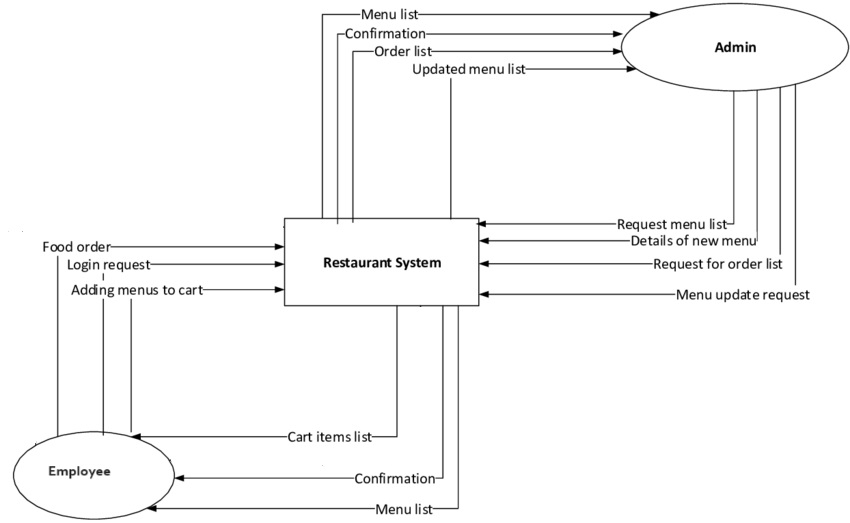 Menu list
Confirmation
Order list
Updated menu list
Admin
Request menu list
Details of new menu
Request for order list
Menu update request
Restaurant System
Food order
Login request
Adding menus to cart
Cart items list
Confirmation
Menu list
Employee